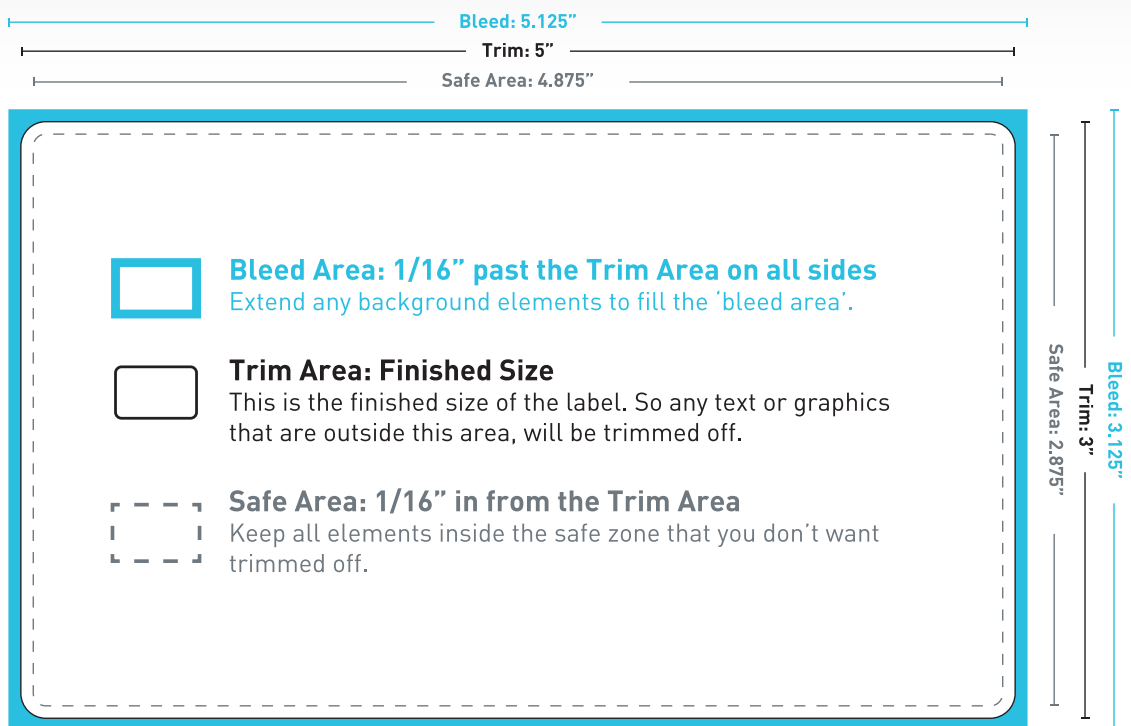 Bleed: 5.125”
Trim: 5”
Safe Area: 4.875”
Bleed Area: 1/16” past the Trim Area on all sides
Extend any background elements to fill the ‘bleed area’.
Trim Area: Finished Size
This is the finished size of the label. So any text or graphics
that are outside this area, will be trimmed off.
Safe Area: 1/16” in from the Trim Area
Keep all elements inside the safe zone that you don’t want
trimmed off.
Safe Area: 2.875”
Trim: 3”
Bleed: 3.125”